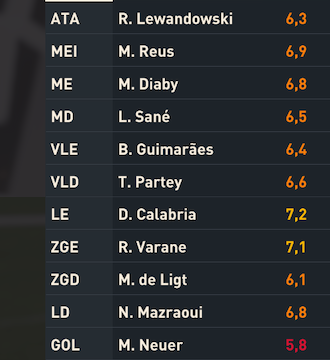 ATA R. Lewandowski 6,3
MEI M. Reus 6,9
ME M. Diaby 6,8
MD L. Sané 6,5
VLE B. Guimarães 6,4
VLD T. Partey 6,6
LE D. Calabria 7,2
ZGE R. Varane 7,1
ZGD M. de Ligt 6,1
LD N. Mazraoui 6,8
GOL M. Neuer 5,8